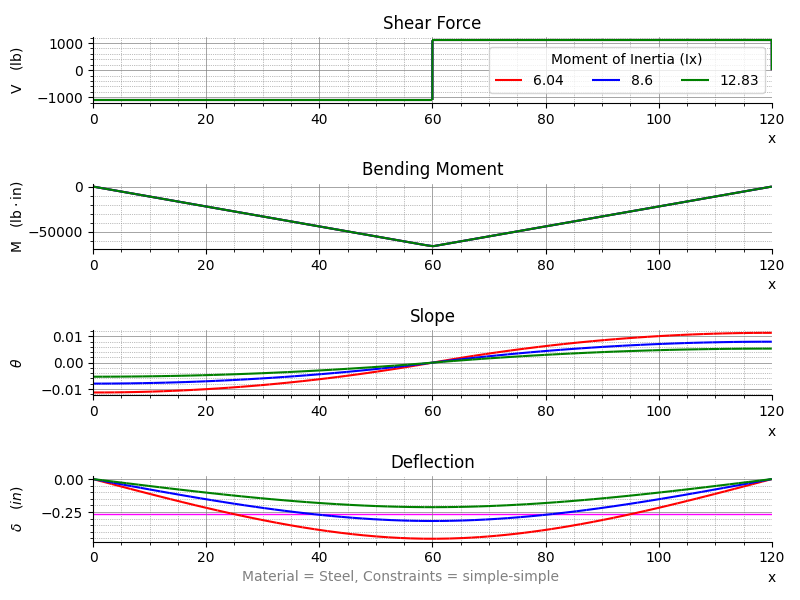 Shear Force
1000
0
−1000
V (lb)
Moment of Inertia (Ix)
6.04 8.6 12.83
0 20 40 60 80 100 120
x
Bending Moment
0
−50000
M (lb · in)
0 20 40 60 80 100 120
x
Slope
0.01
0.00
−0.01
θ
0 20 40 60 80 100 120
x
Deflection
0.00
−0.25
δ (in)
0 20 40 60 80 100 120
x
Material = Steel, Constraints = simple-simple